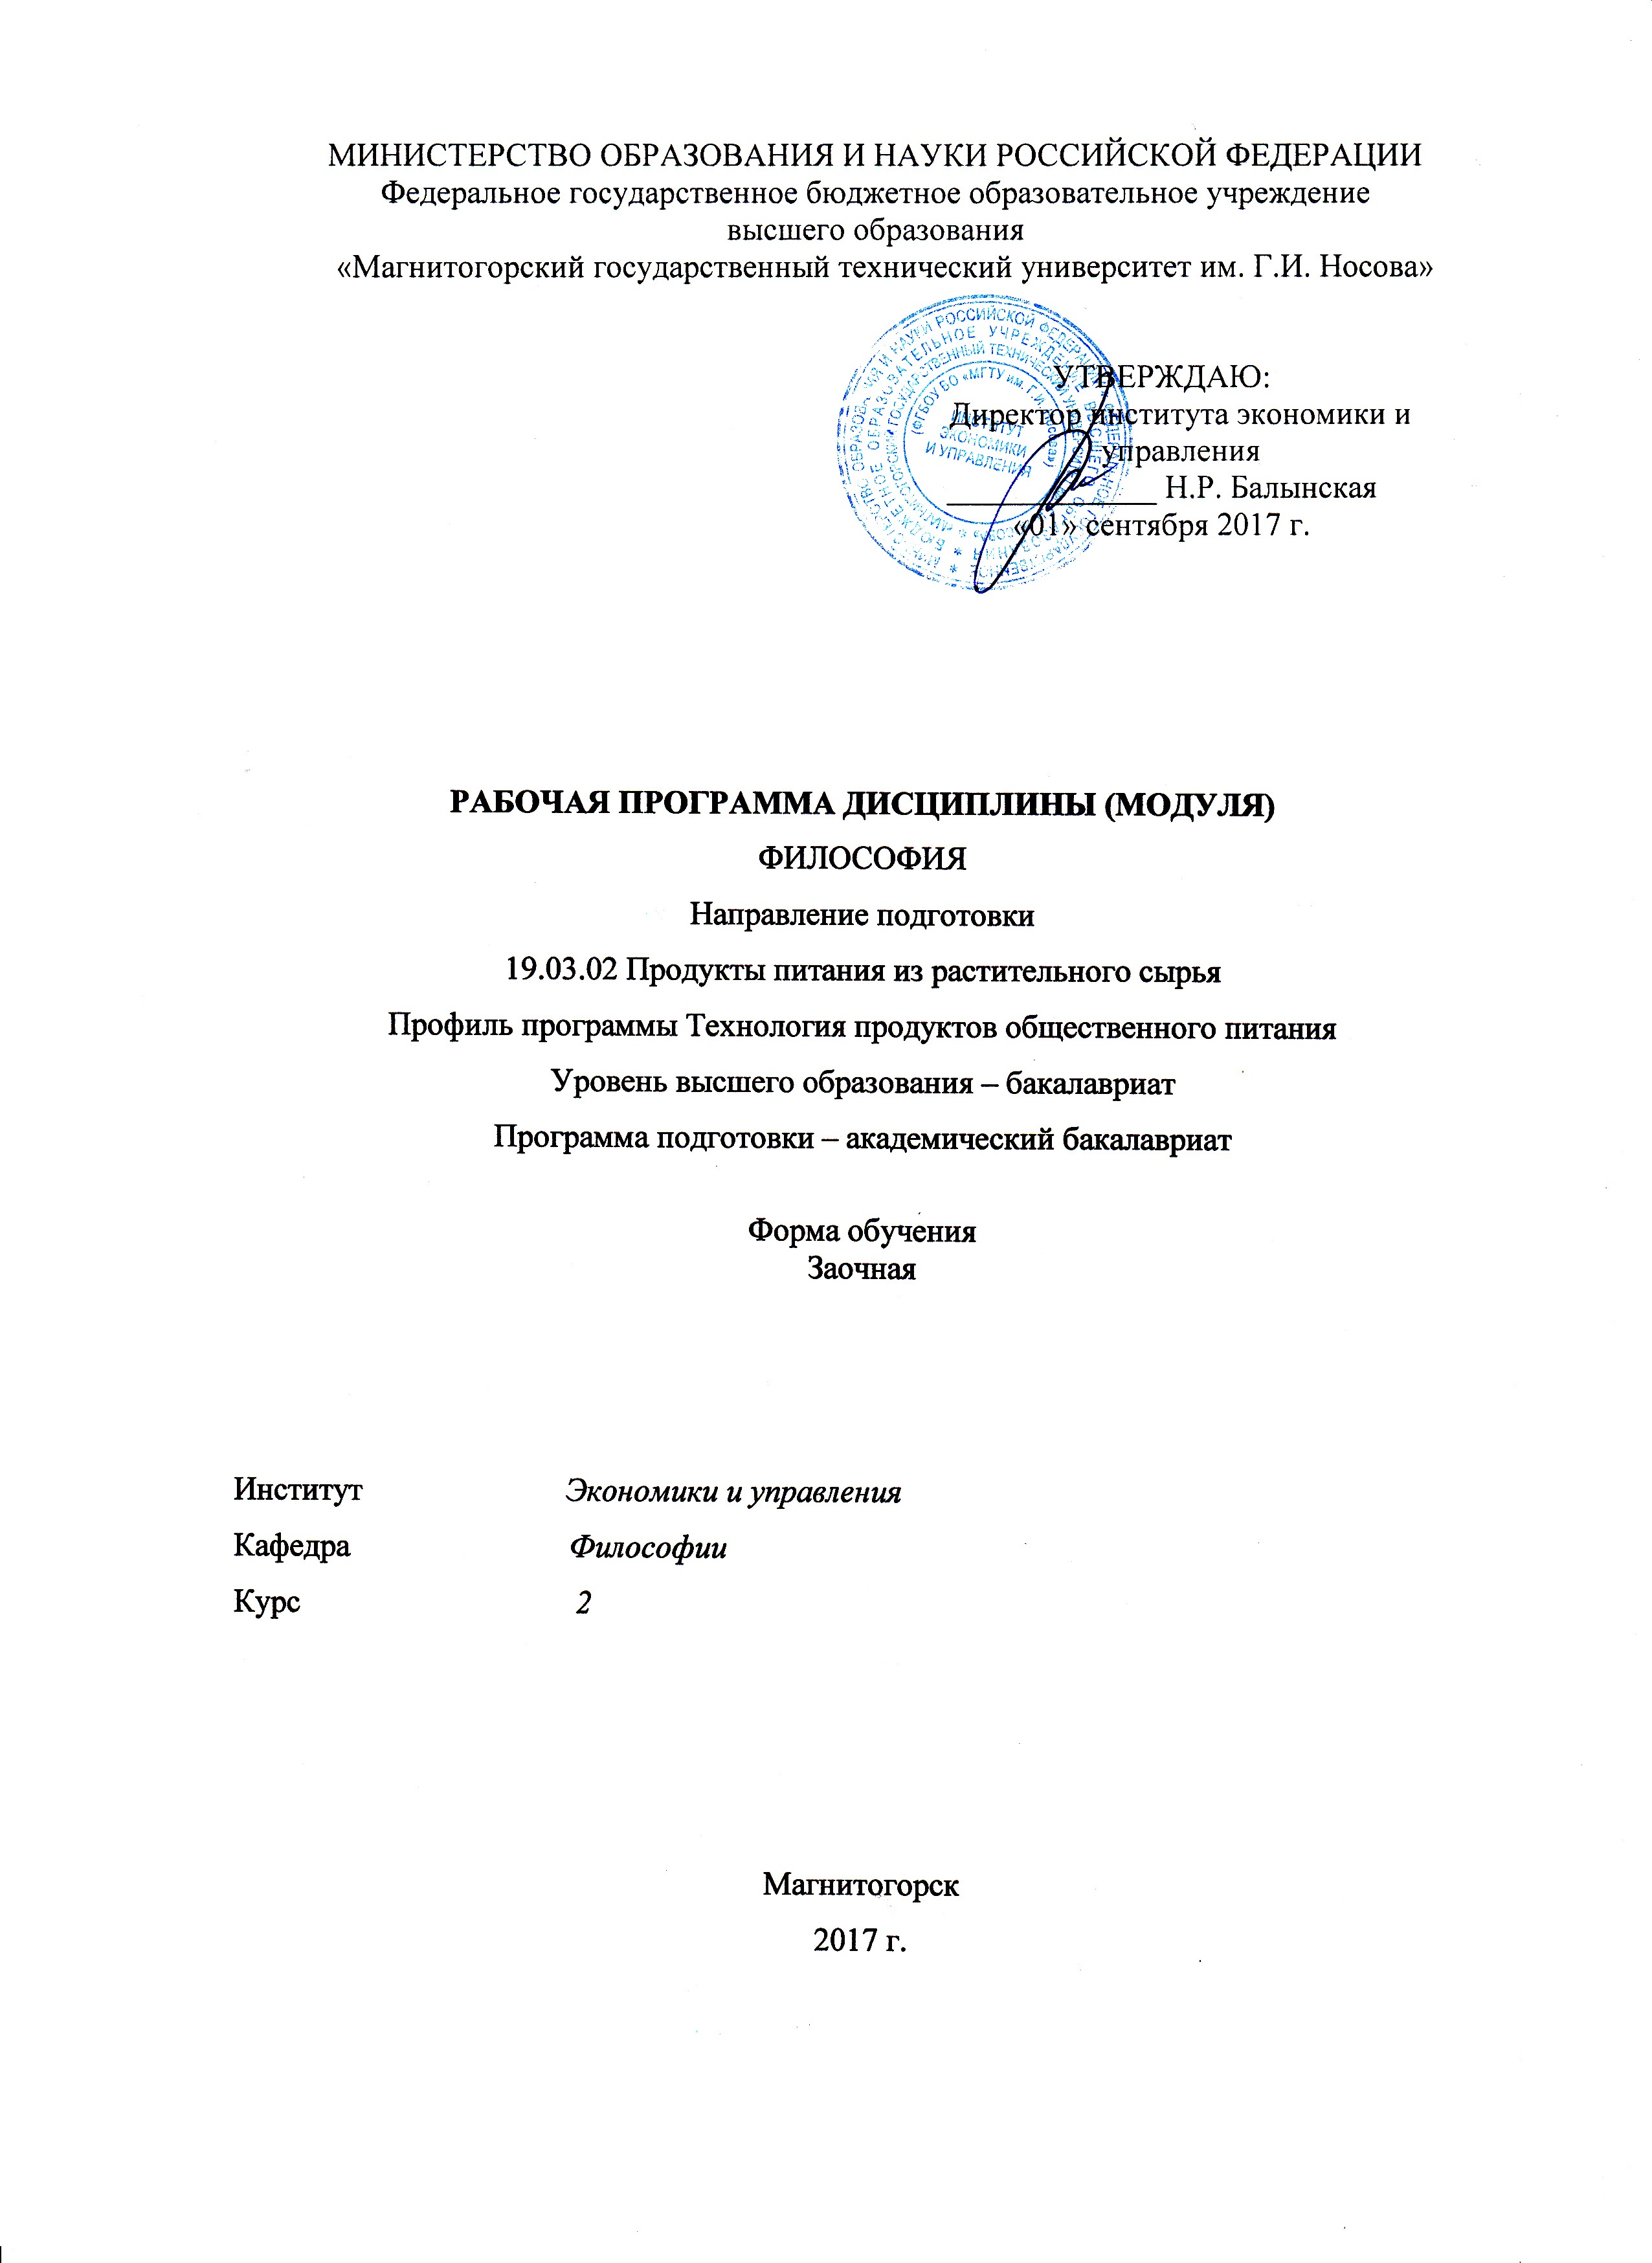 МИНИСТЕРСТВО ОБРАЗОВАНИЯ И НАУКИ РОССИЙСКОЙ ФЕДЕРАЦИИ
Федеральное государственное бюджетное образовательное учреждение
высшего образования
«Магнитогорский государственный технический университет им. Г.И. Носова»
УТВЕРЖДАЮ:
Директор института экономики и
управления
Н.Р. Балынская
«01» сентября 2017 г.
ИНСТИТУТ
ЭКОНОМИКИ
И УПРАВЛЕНИЯ
РАБОЧАЯ ПРОГРАММА ДИСЦИПЛИНЫ (МОДУЛЯ)
ФИЛОСОФИЯ
Направление подготовки
19.03.02 Продукты питания из растительного сырья
Профиль программы Технология продуктов общественного питания
Уровень высшего образования – бакалавриат
Программа подготовки – академический бакалавриат
Форма обучения
Заочная
Институт Экономики и управления
Кафедра Философии
Курс 2
Магнитогорск
2017 г.